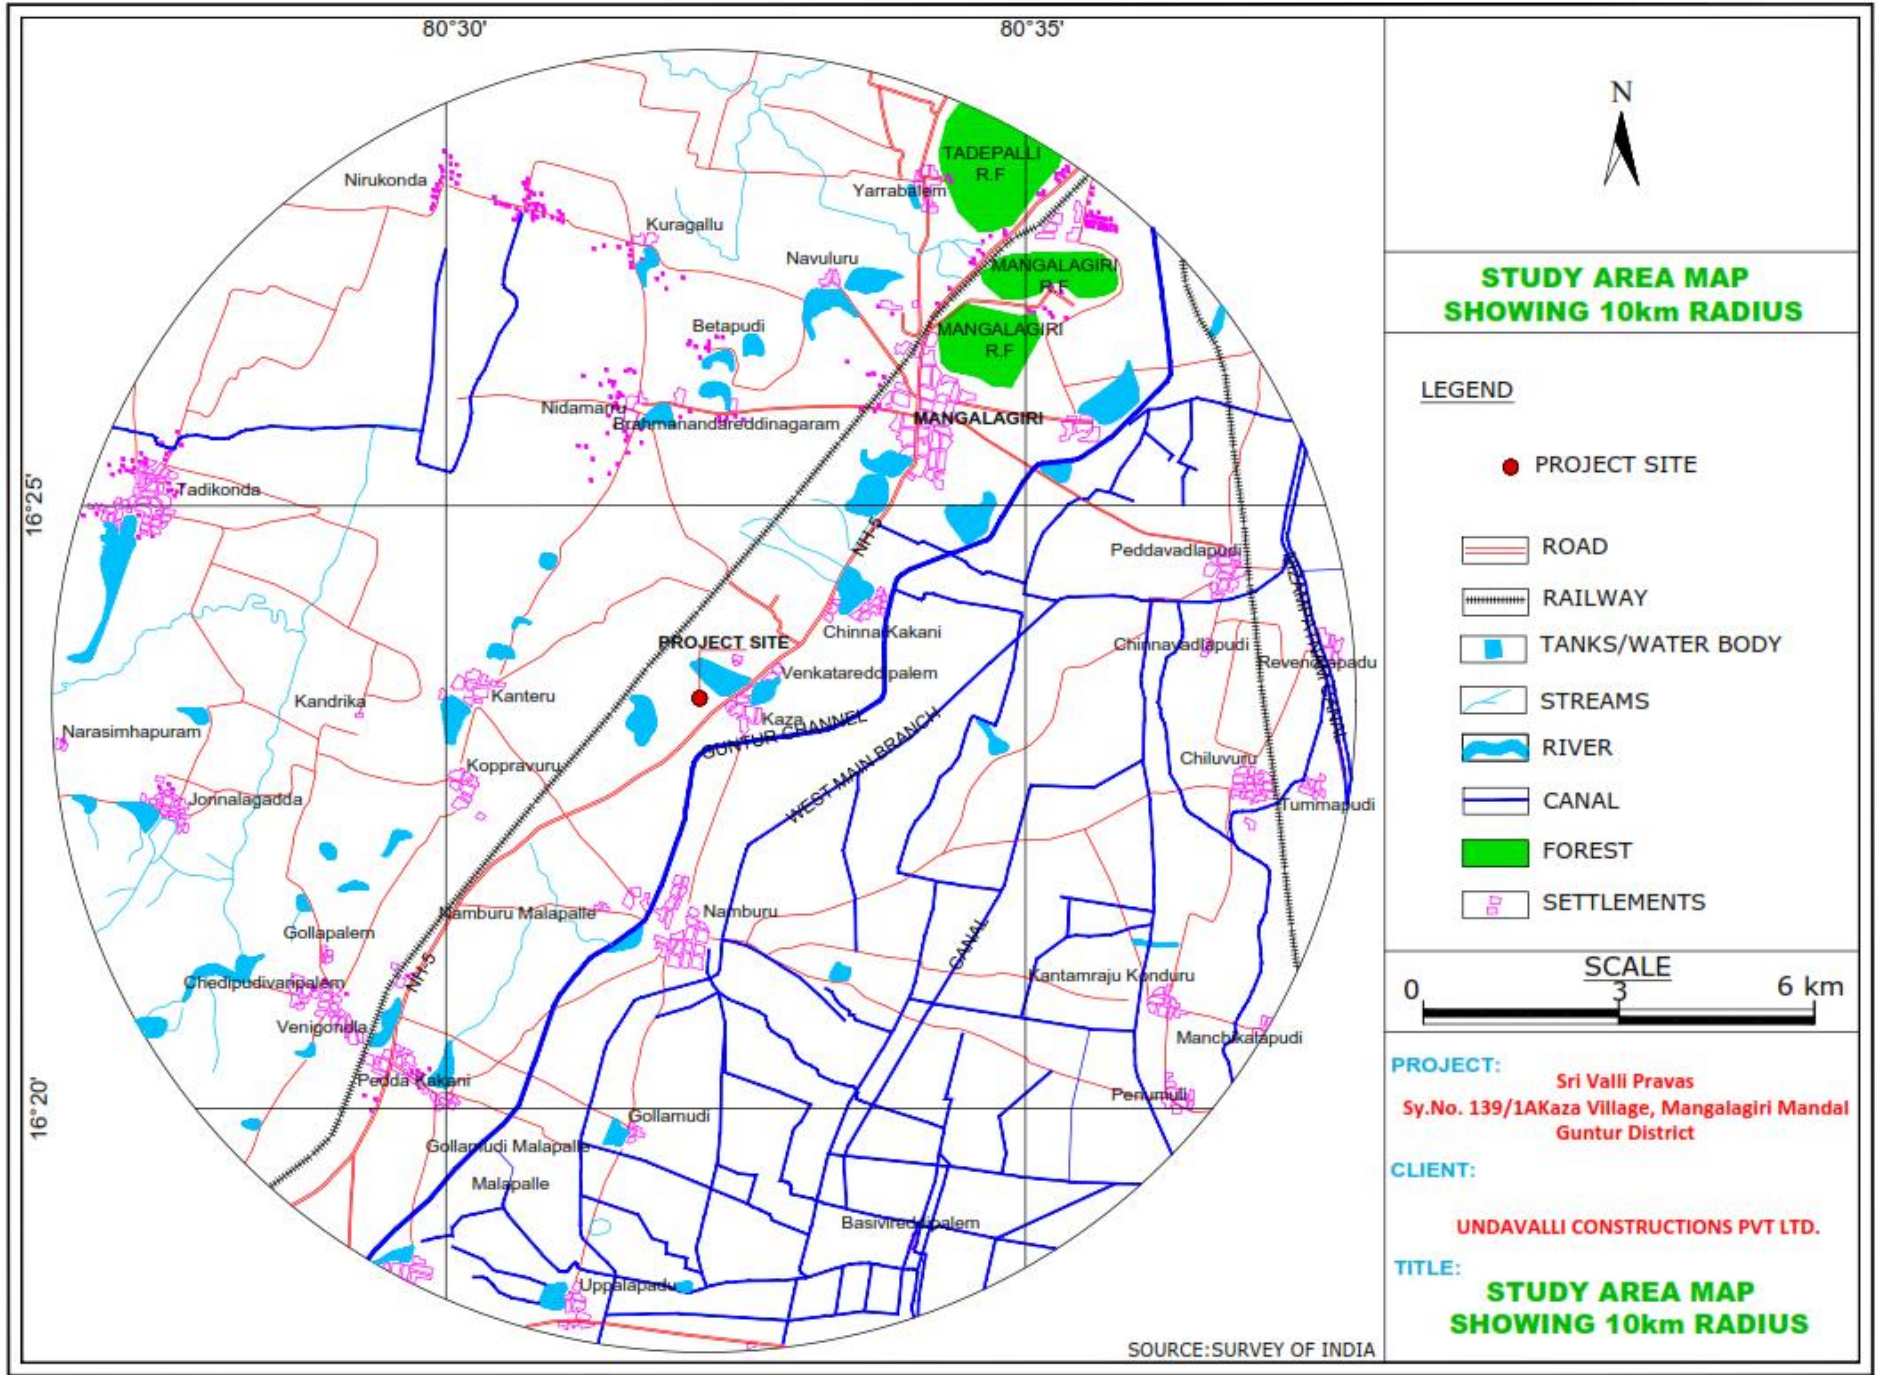 80°30'
80°35'
16°25'
16°20'
TADEPALLI
R.F
Nirukonda
Yarrabalem
Kuragallu
Navuluru
MANGALAGIRI
R.F
Betapudi
MANGALAGIRI
R.F
Nidamarru
Brahmanandareddinagaram
MANGALAGIRI
Tadikonda
NH-5
Peddavadlapudi
NIZAMPATNAM CANAL
PROJECT SITE
Chinna Kakani
Chinnavadlapudi
Revendrapadu
Venkatareddipalem
Kandrika
Kanteru
Narasimhapuram
Kaza
GUNTUR CHANNEL
WEST MAIN BRANCH
Koppravuru
Chiluvuru
Jonnalagadda
Tummapudi
Namburu Malapalle
Namburu
Gollapalem
CANAL
NH-5
Chedipudivaripalem
Kantamraju Konduru
Venigondla
Manchikalapudi
Pedda Kakani
Perumuli
Gollamudi
Gollamudi Malapalle
Malapalle
Basivireddipalem
Uppalapadu
SOURCE:SURVEY OF INDIA
N
STUDY AREA MAP
SHOWING 10km RADIUS
LEGEND
PROJECT SITE
ROAD
RAILWAY
TANKS/WATER BODY
STREAMS
RIVER
CANAL
FOREST
SETTLEMENTS
SCALE
0 3 6 km
PROJECT:
Sri Valli Pravas
Sy.No. 139/1AKaza Village, Mangalagiri Mandal
Guntur District
CLIENT:
UNDAVALLI CONSTRUCTIONS PVT LTD.
TITLE:
STUDY AREA MAP
SHOWING 10km RADIUS